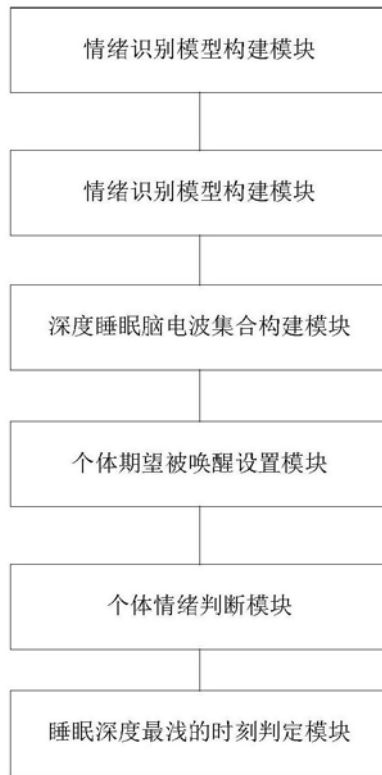 情绪识别模型构建模块
情绪识别模型构建模块
深度睡眠脑电波集合构建模块
个体期望被唤醒设置模块
个体情绪判断模块
睡眠深度最浅的时刻判定模块